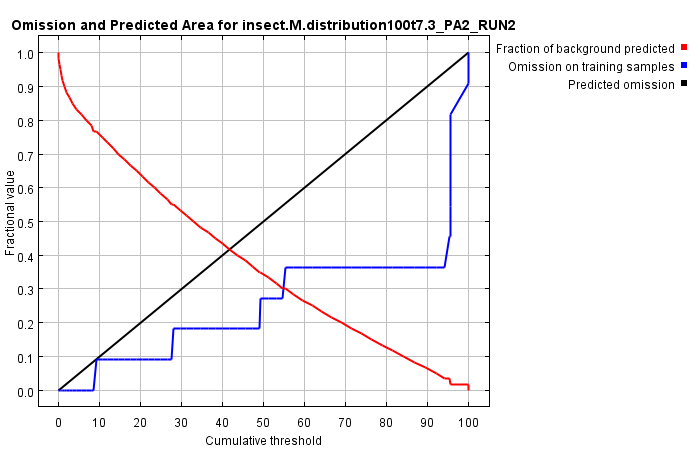 Omission and Predicted Area for insect.M.distribution100t7.3_PA2_RUN2
Fraction of background predicted
Omission on training samples
Predicted omission
1.0
0.9
0.8
0.7
0.6
0.5
0.4
0.3
0.2
0.1
0.0
Fractional value
0 10 20 30 40 50 60 70 80 90 100
Cumulative threshold